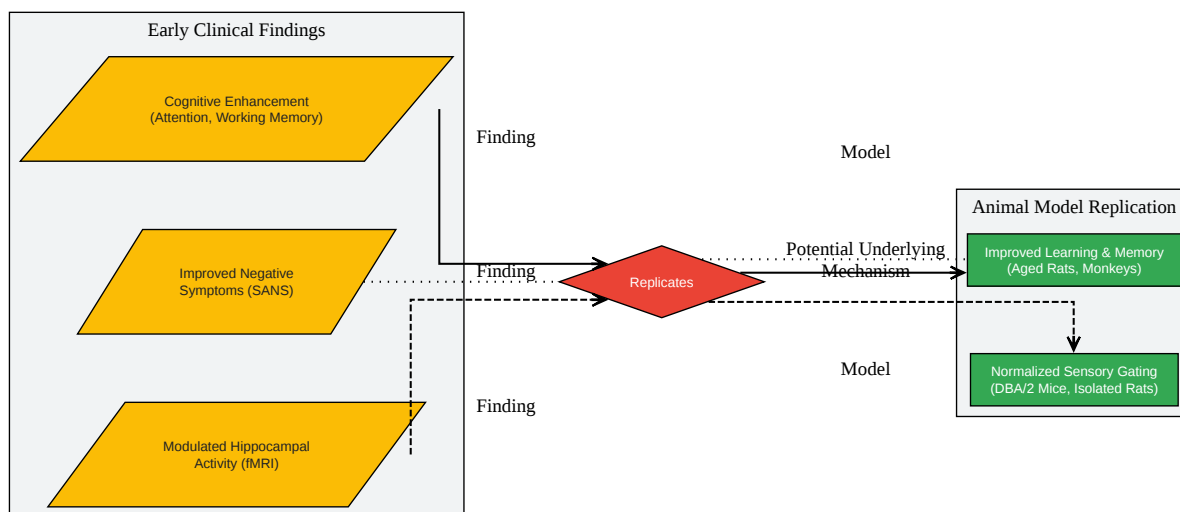 Early Clinical Findings
Cognitive Enhancement
(Attention, Working Memory)
Finding
Model
Animal Model Replication
Improved Negative
Symptoms (SANS)
Finding
Replicates
Potential Underlying
Mechanism
Improved Learning & Memory
(Aged Rats, Monkeys)
Model
Normalized Sensory Gating
(DBA/2 Mice, Isolated Rats)
Finding
Modulated Hippocampal
Activity (fMRI)